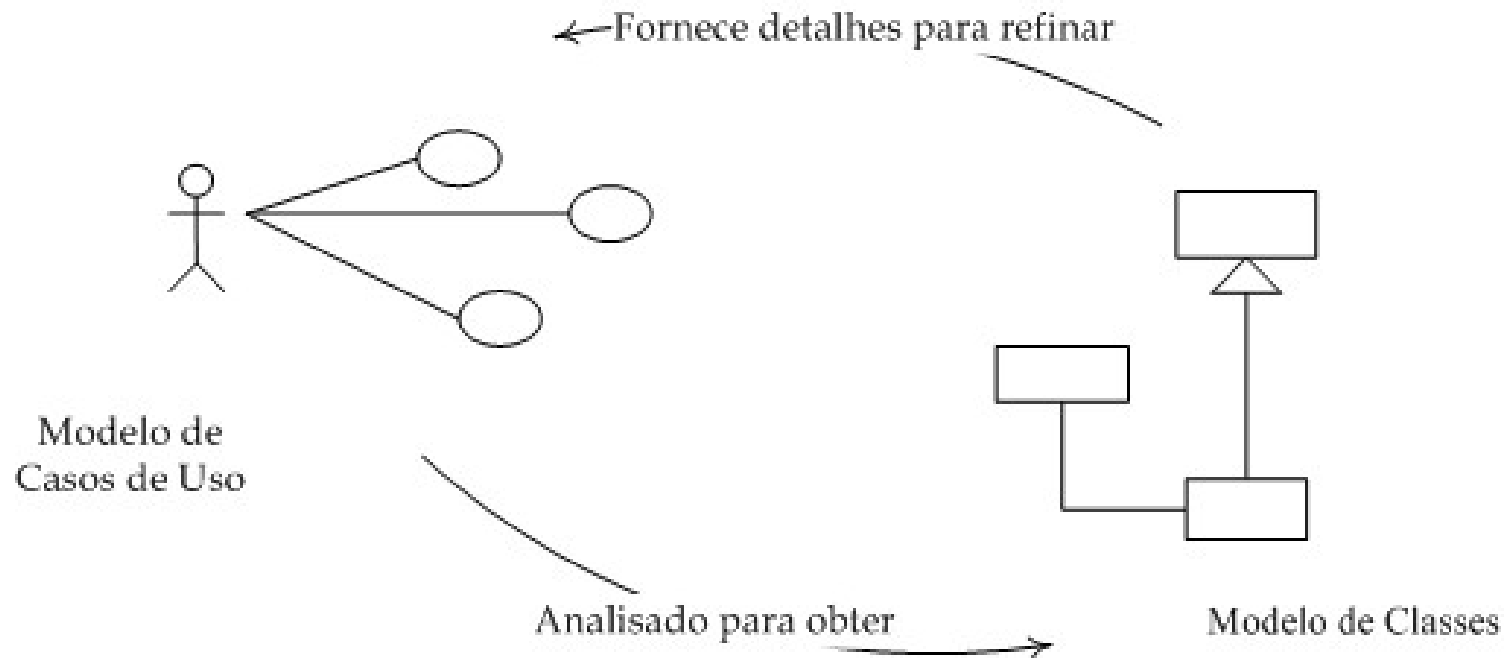 Fornece detalhes para refinar
Modelo de
Casos de Uso
Analisado para obter
Modelo de Classes